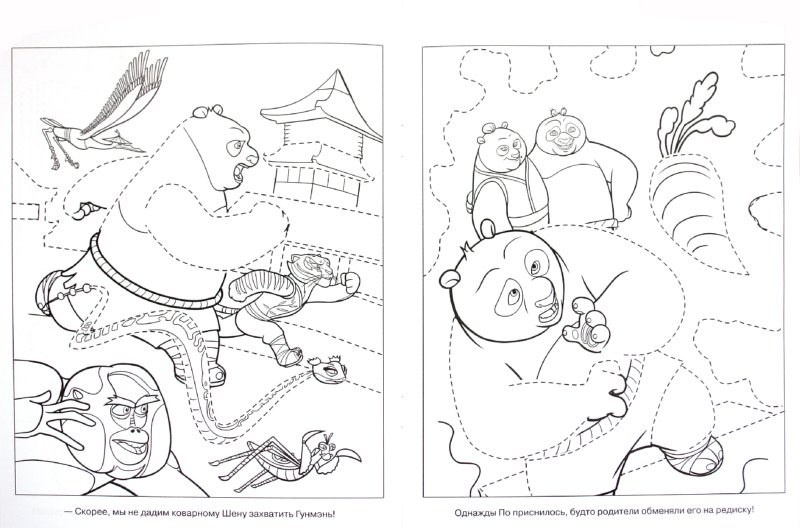 — Скорее, мы не дадим коварному Шену захватить Гунмэнь!
Однажды По приснилось, будто родители обменяли его на редиску!